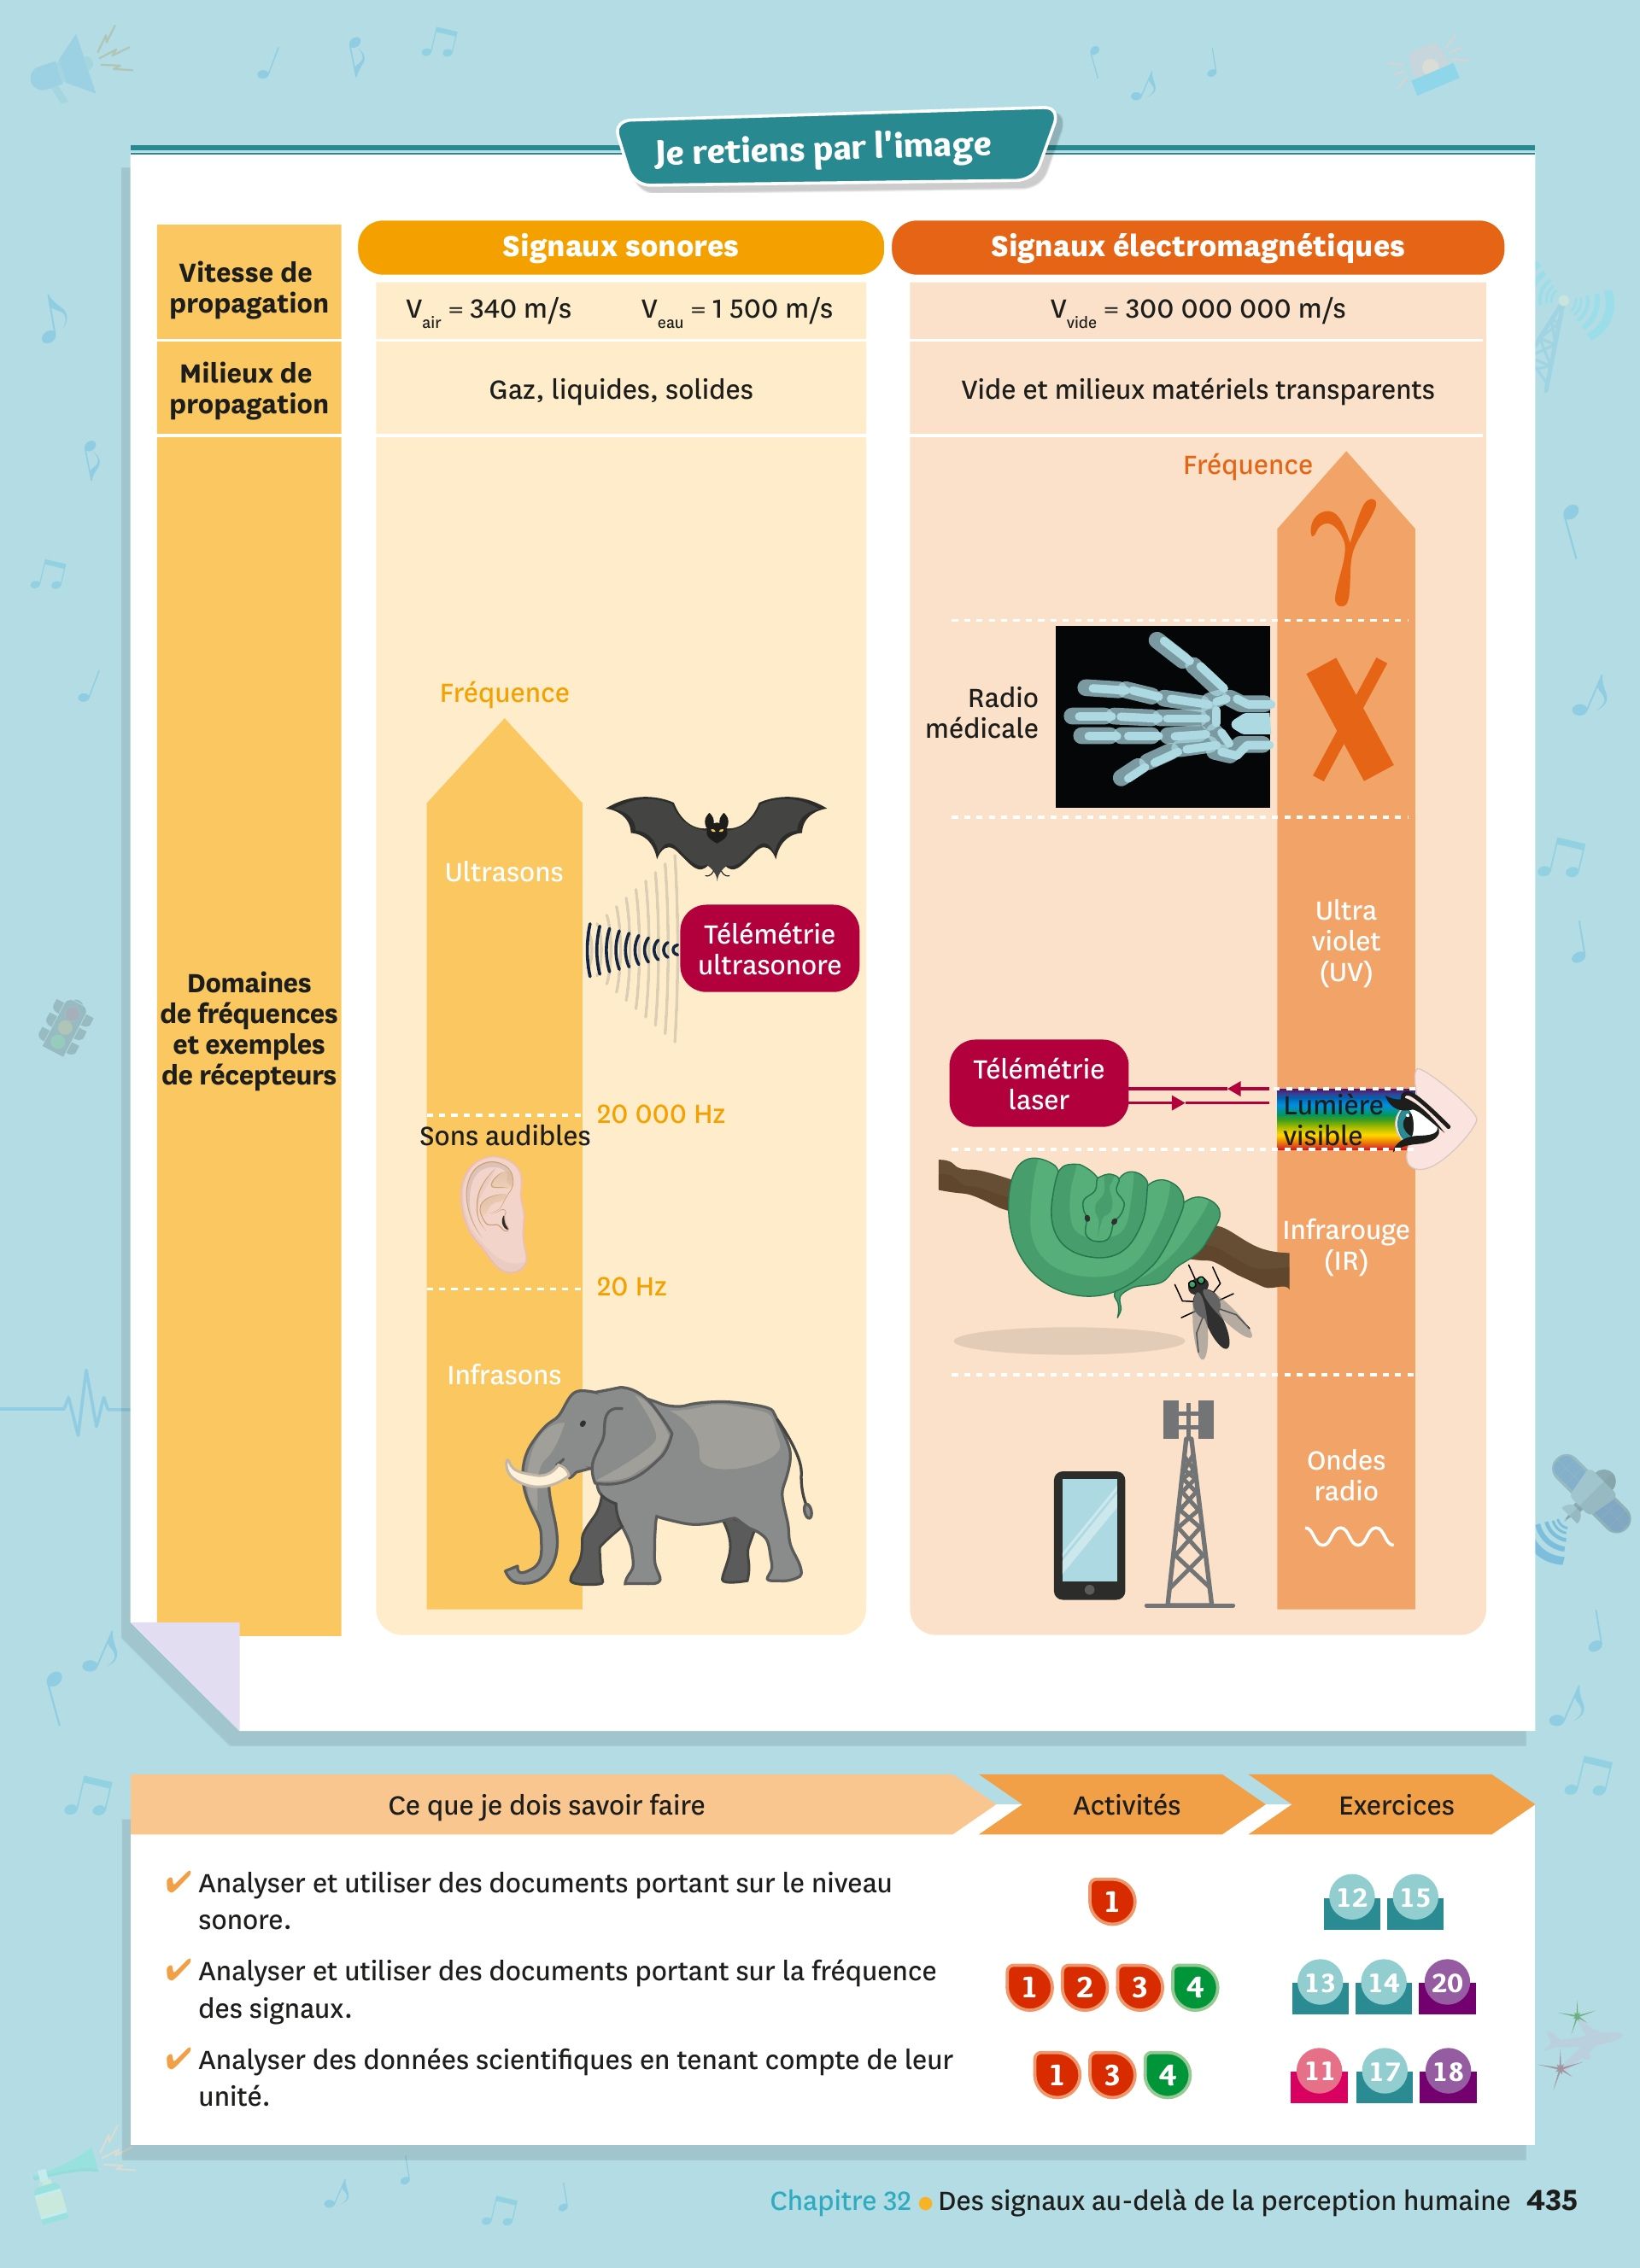 Je retiens par l'image
Signaux sonores
Signaux électromagnétiques
Vitesse de
propagation
V air = 340 m/s V eau = 1 500 m/s
V vide = 300 000 000 m/s
Milieux de
propagation
Gaz, liquides, solides
Vide et milieux matériels transparents
Domaines
de fréquences
et exemples
de récepteurs
Fréquence
Ultrasons
Télémétrie
ultrasonore
20 000 Hz
Sons audibles
20 Hz
Infrasons
Fréquence
γ
Radio
médicale
X
Ultra
violet
(UV)
Télémétrie
laser
Lumière
visible
Infrarouge
(IR)
Ondes
radio
Ce que je dois savoir faire
Activités
Exercices
✔ Analyser et utiliser des documents portant sur le niveau
sonore.
1
12 15
✔ Analyser et utiliser des documents portant sur la fréquence
des signaux.
1 2 3 4
13 14 20
✔ Analyser des données scientifiques en tenant compte de leur
unité.
1 3 4
11 17 18
Chapitre 32 ● Des signaux au-delà de la perception humaine 435